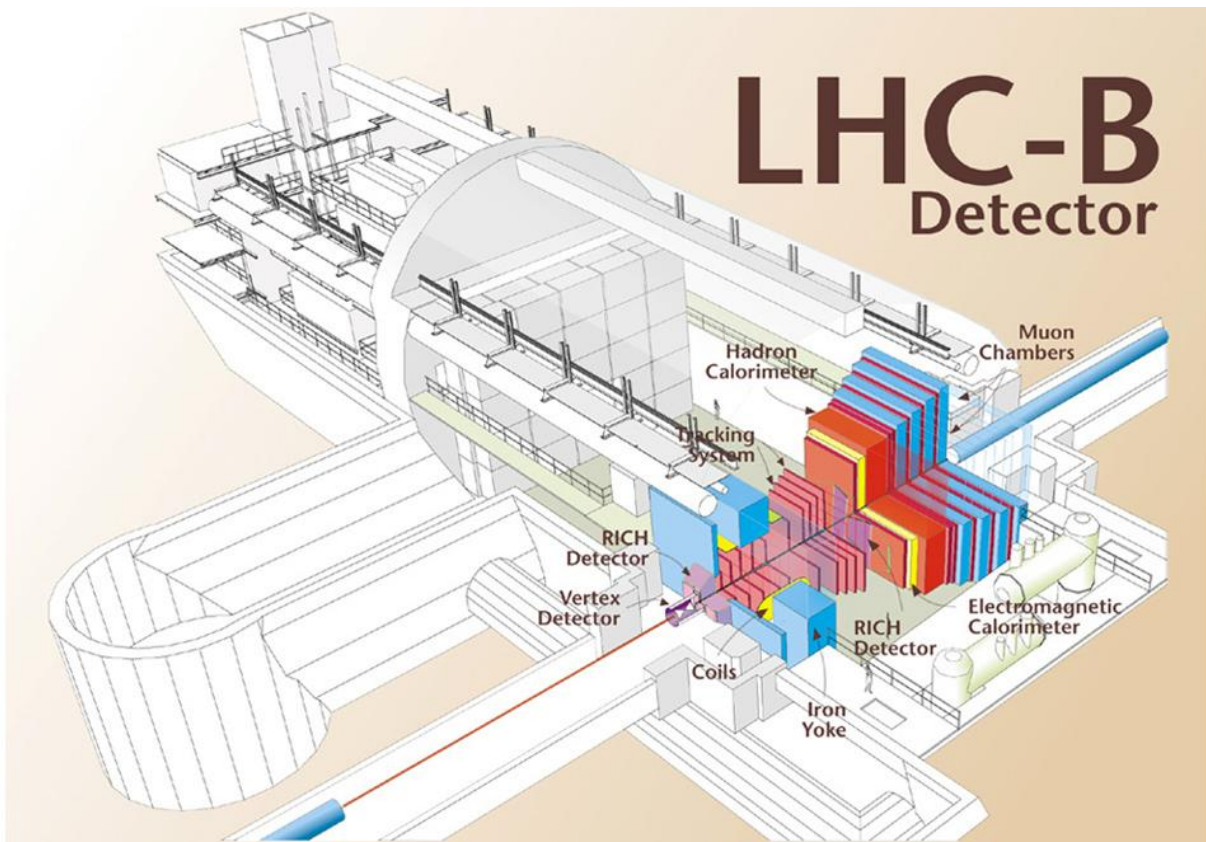 LHC-B
Detector
Muon
Chambers
Hadron
Calorimeter
Tracking
System
RICH
Detector
Vertex
Detector
Coils
Iron
Yoke
RICH
Detector
Electromagnetic
Calorimeter